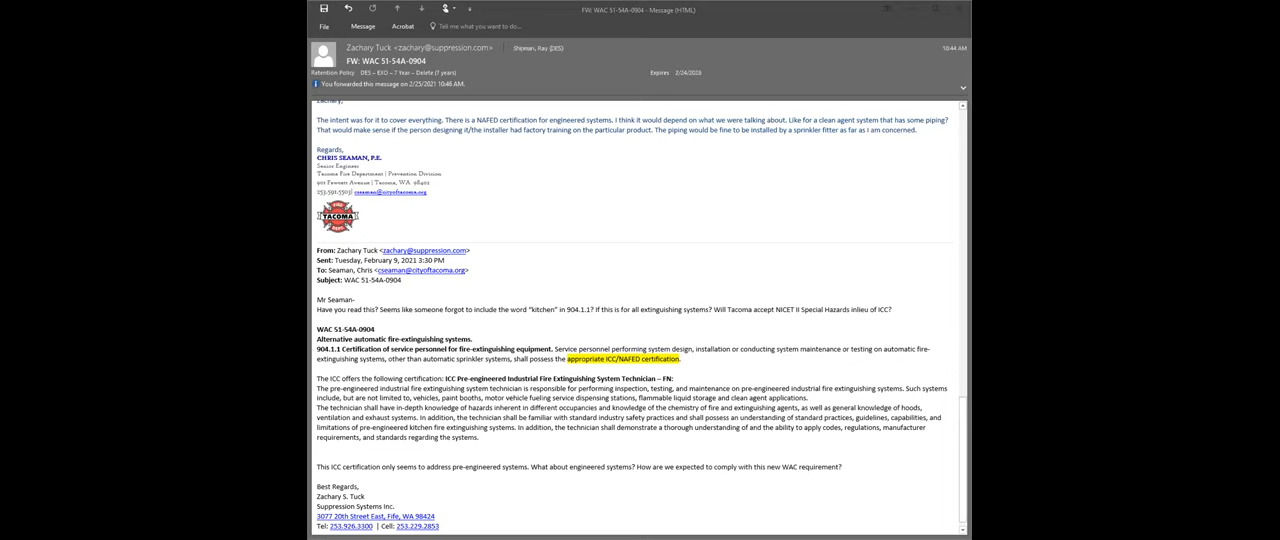 FW: WAC 51-54A-0904 - Message (HTML)
File Message Acrobat Tell me what you want to do...
Zachary Tuck <zachary@suppression.com> Shipman, Ray (DES) 10:44 AM
FW: WAC 51-54A-0904
Retention Policy DES – EXO – 7 Year – Delete (7 years) Expires 2/24/2028
You forwarded this message on 2/25/2021 10:46 AM.
Zachary,
The intent was for it to cover everything. There is a NAFED certification for engineered systems. I think it would depend on what we were talking about. Like for a clean agent system that has some piping?
That would make sense if the person designing it/the installer had factory training on the particular product. The piping would be fine to be installed by a sprinkler fitter as far as I am concerned.
Regards,
CHRIS SEAMAN, P.E.
Senior Engineer
Tacoma Fire Department | Prevention Division
901 Fawcett Avenue | Tacoma, WA 98402
253.591.5503| cseaman@cityoftacoma.org
FIRE
TACOMA
DEPT.
From: Zachary Tuck <zachary@suppression.com>
Sent: Tuesday, February 9, 2021 3:30 PM
To: Seaman, Chris <cseaman@cityoftacoma.org>
Subject: WAC 51-54A-0904
Mr Seaman-
Have you read this? Seems like someone forgot to include the word "kitchen" in 904.1.1? If this is for all extinguishing systems? Will Tacoma accept NICET II Special Hazards inlieu of ICC?
WAC 51-54A-0904
Alternative automatic fire-extinguishing systems.
904.1.1 Certification of service personnel for fire-extinguishing equipment. Service personnel performing system design, installation or conducting system maintenance or testing on automatic fire-
extinguishing systems, other than automatic sprinkler systems, shall possess the appropriate ICC/NAFED certification.
The ICC offers the following certification: ICC Pre-engineered Industrial Fire Extinguishing System Technician – FN:
The pre-engineered industrial fire extinguishing system technician is responsible for performing inspection, testing, and maintenance on pre-engineered industrial fire extinguishing systems. Such systems
include, but are not limited to, vehicles, paint booths, motor vehicle fueling service dispensing stations, flammable liquid storage and clean agent applications.
The technician shall have in-depth knowledge of hazards inherent in different occupancies and knowledge of the chemistry of fire and extinguishing agents, as well as general knowledge of hoods,
ventilation and exhaust systems. In addition, the technician shall be familiar with standard industry safety practices and shall possess an understanding of standard practices, guidelines, capabilities, and
limitations of pre-engineered kitchen fire extinguishing systems. In addition, the technician shall demonstrate a thorough understanding of and the ability to apply codes, regulations, manufacturer
requirements, and standards regarding the systems.
This ICC certification only seems to address pre-engineered systems. What about engineered systems? How are we expected to comply with this new WAC requirement?
Best Regards,
Zachary S. Tuck
Suppression Systems Inc.
3077 20th Street East, Fife, WA 98424
Tel: 253.926.3300 | Cell: 253.229.2853